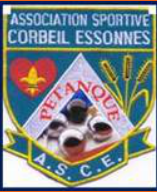 ASSOCIATION SPORTIVE
CORBEIL ESSONNES
PETANQUE
A.S.C.E.